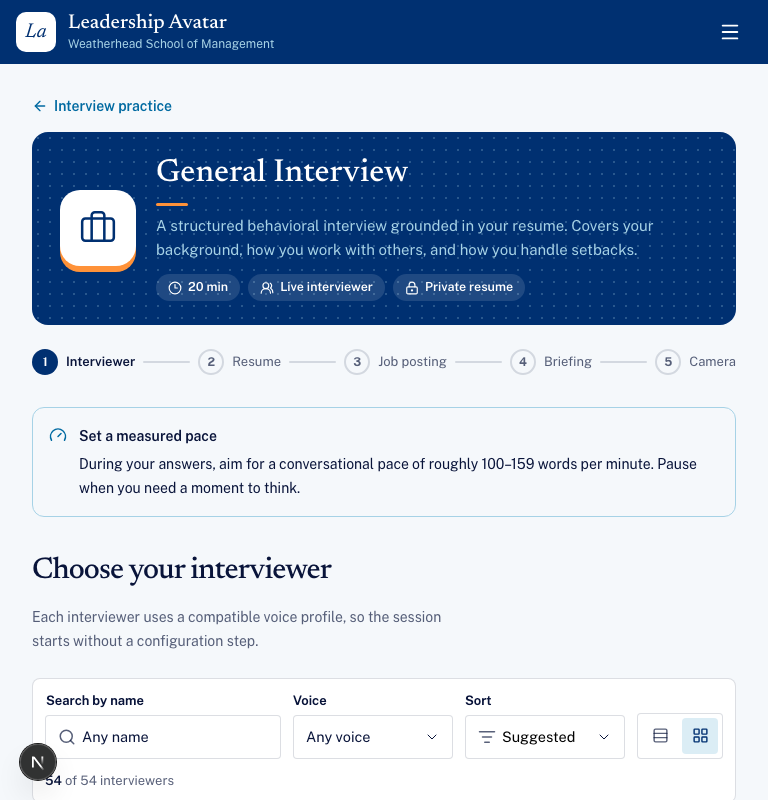 La
Leadership Avatar
Weatherhead School of Management
Interview practice
General Interview
A structured behavioral interview grounded in your resume. Covers your
background, how you work with others, and how you handle setbacks.
20 min
Live interviewer
Private resume
1 Interviewer
2 Resume
3 Job posting
4 Briefing
5 Camera
Set a measured pace
During your answers, aim for a conversational pace of roughly 100–159 words per minute. Pause
when you need a moment to think.
Choose your interviewer
Each interviewer uses a compatible voice profile, so the session
starts without a configuration step.
Search by name
Voice
Sort
Any name
Any voice
Suggested
N
54 of 54 interviewers